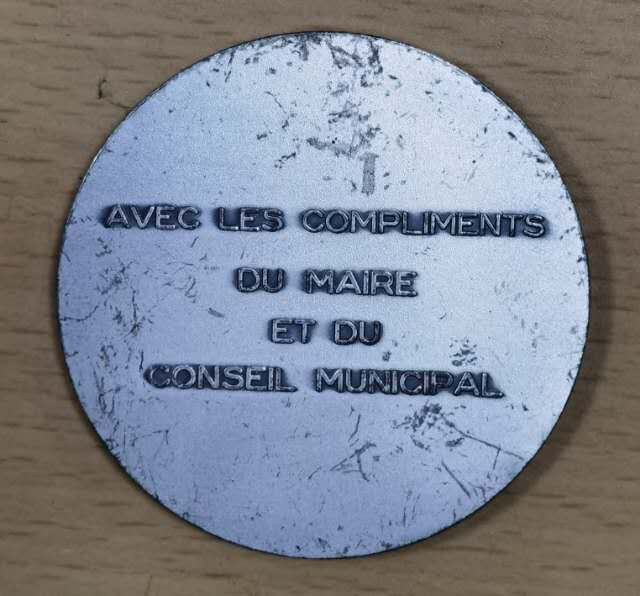 AVEC LES COMPLIMENTS
DU MAIRE
ET DU
CONSEIL MUNICIPAL